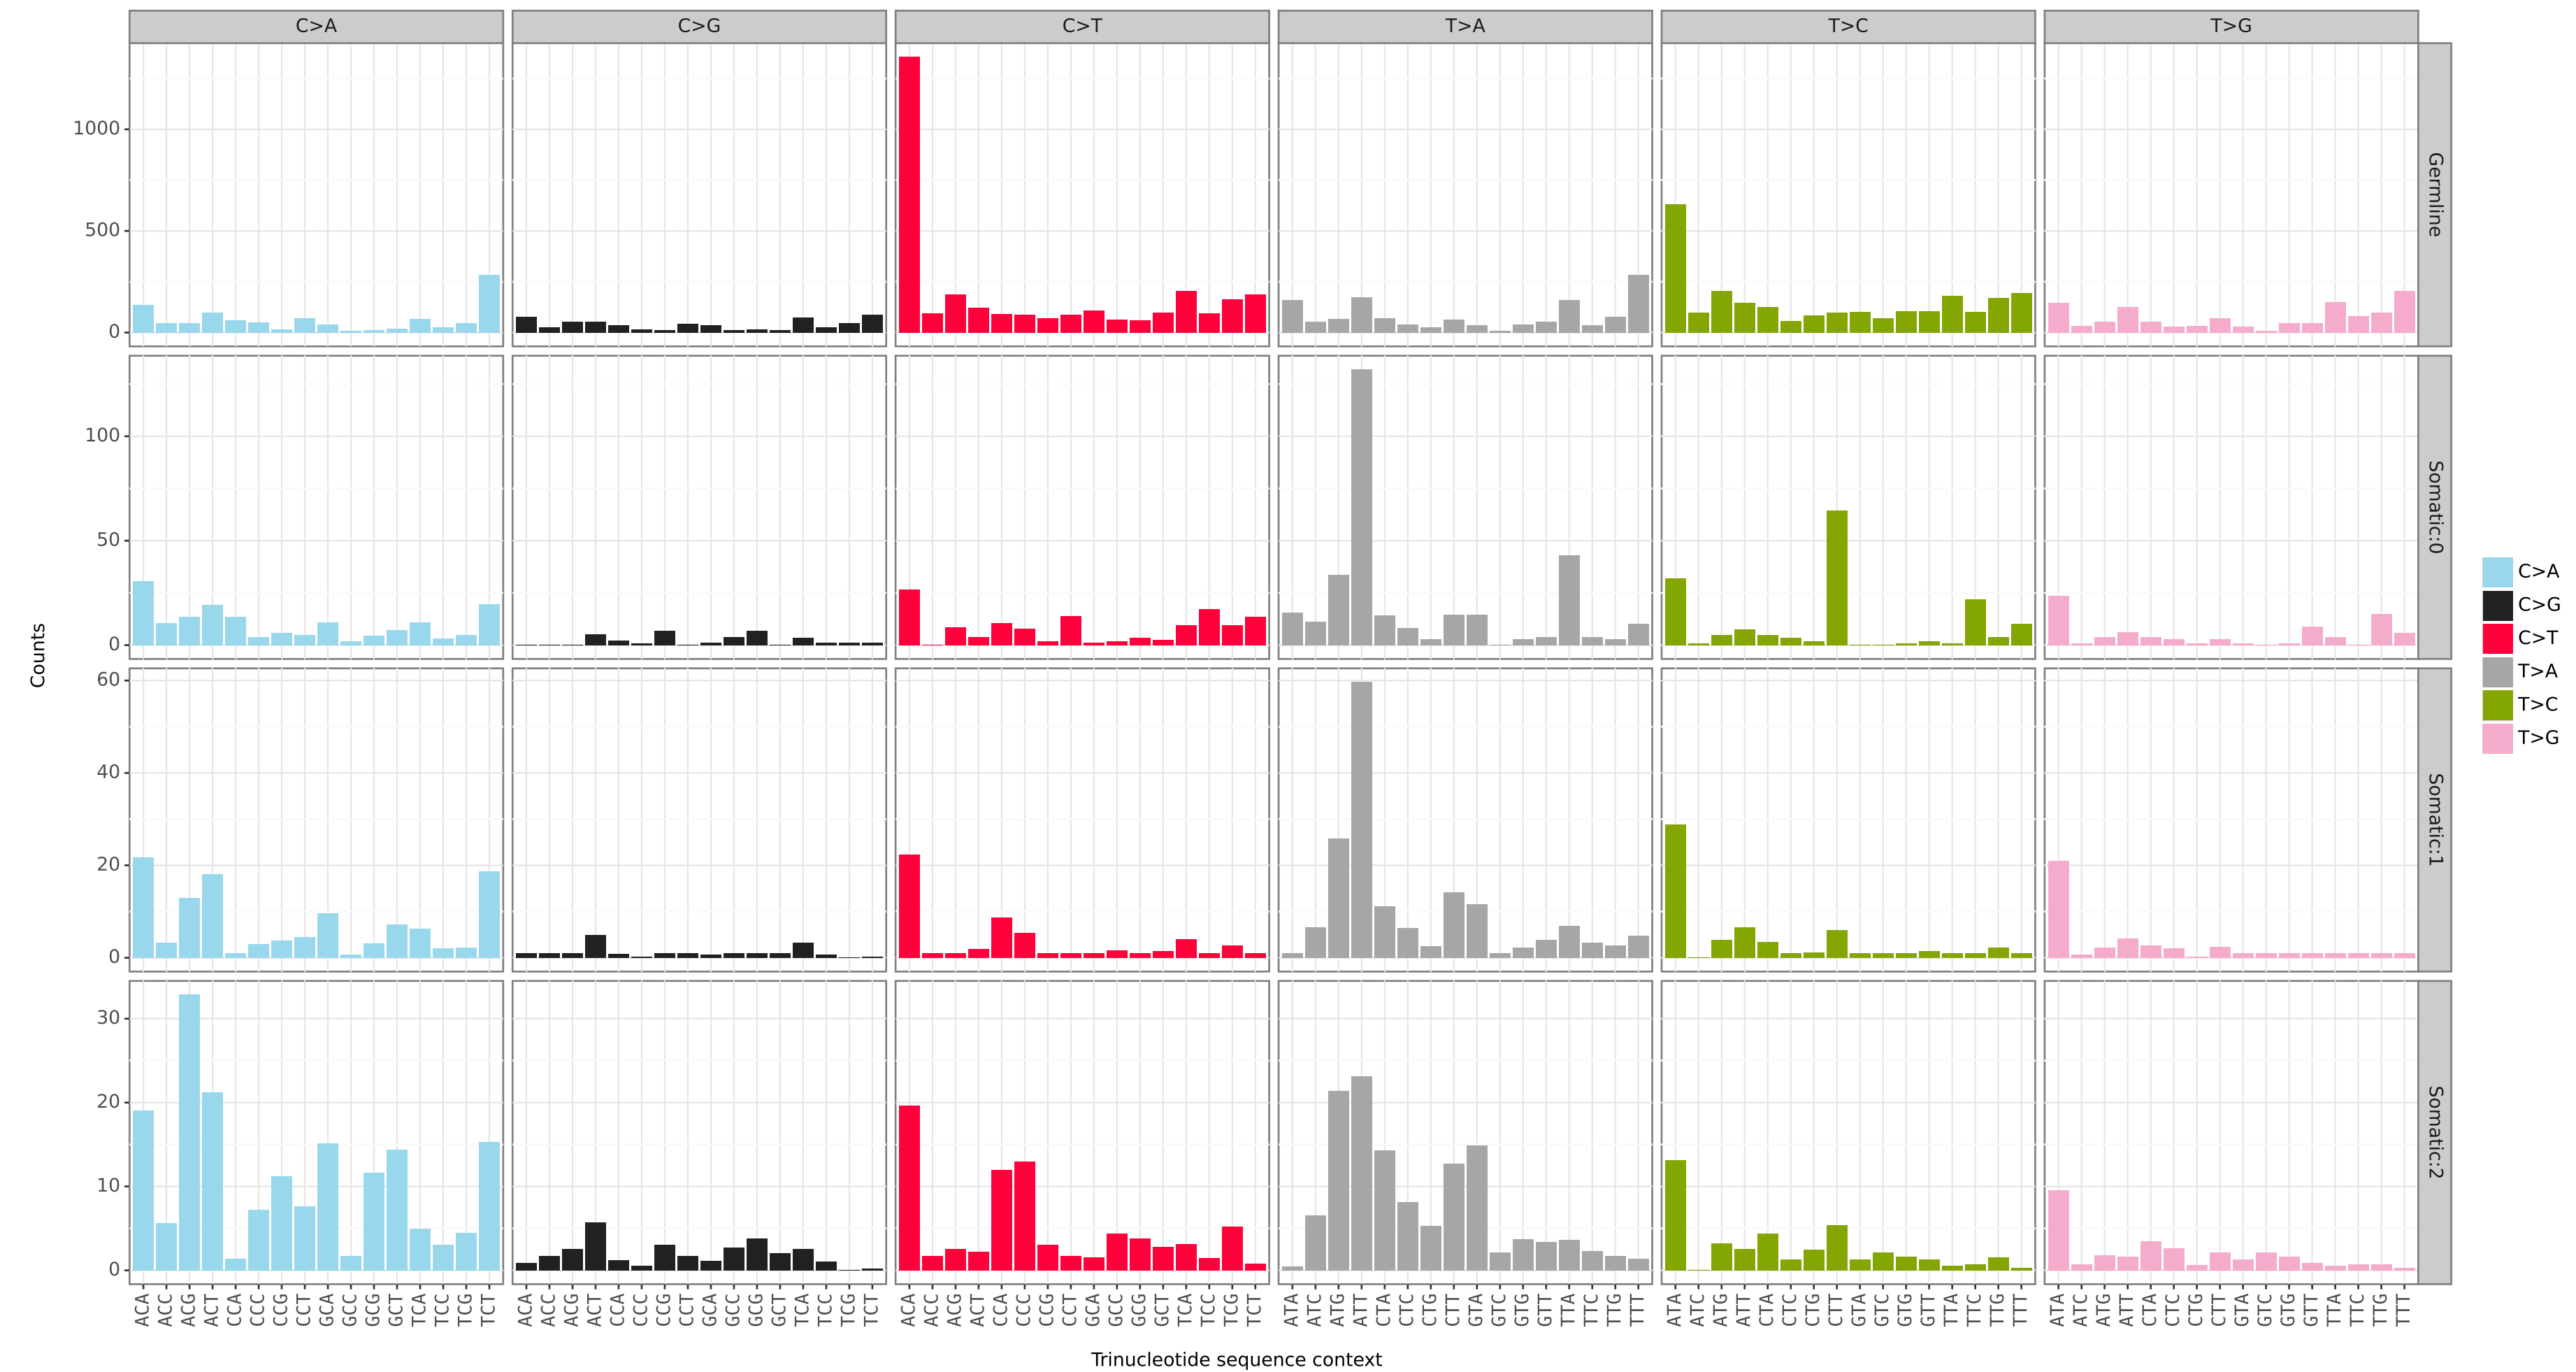 C>A C>G C>T T>A T>C T>G
1000
500
0
Germline
100
50
0
Somatic:0
60
40
20
0
Somatic:1
30
20
10
0
Somatic:2
Counts
ACA ACC ACG ACT CCA CCC CCG CCT GCA GCC GCG GCT TCA TCC TCG TCT ACA ACC ACG ACT CCA CCC CCG CCT GCA GCC GCG GCT TCA TCC TCG TCT ACA ACC ACG ACT CCA CCC CCG CCT GCA GCC GCG GCT TCA TCC TCG TCT ATA ATC ATG ATT CTA CTC CTG CTT GTA GTC GTG GTT TTA TTC TTG TTT ATA ATC ATG ATT CTA CTC CTG CTT GTA GTC GTG GTT TTA TTC TTG TTT ATA ATC ATG ATT CTA CTC CTG CTT GTA GTC GTG GTT TTA TTC TTG TTT
Trinucleotide sequence context
C>A
C>G
C>T
T>A
T>C
T>G